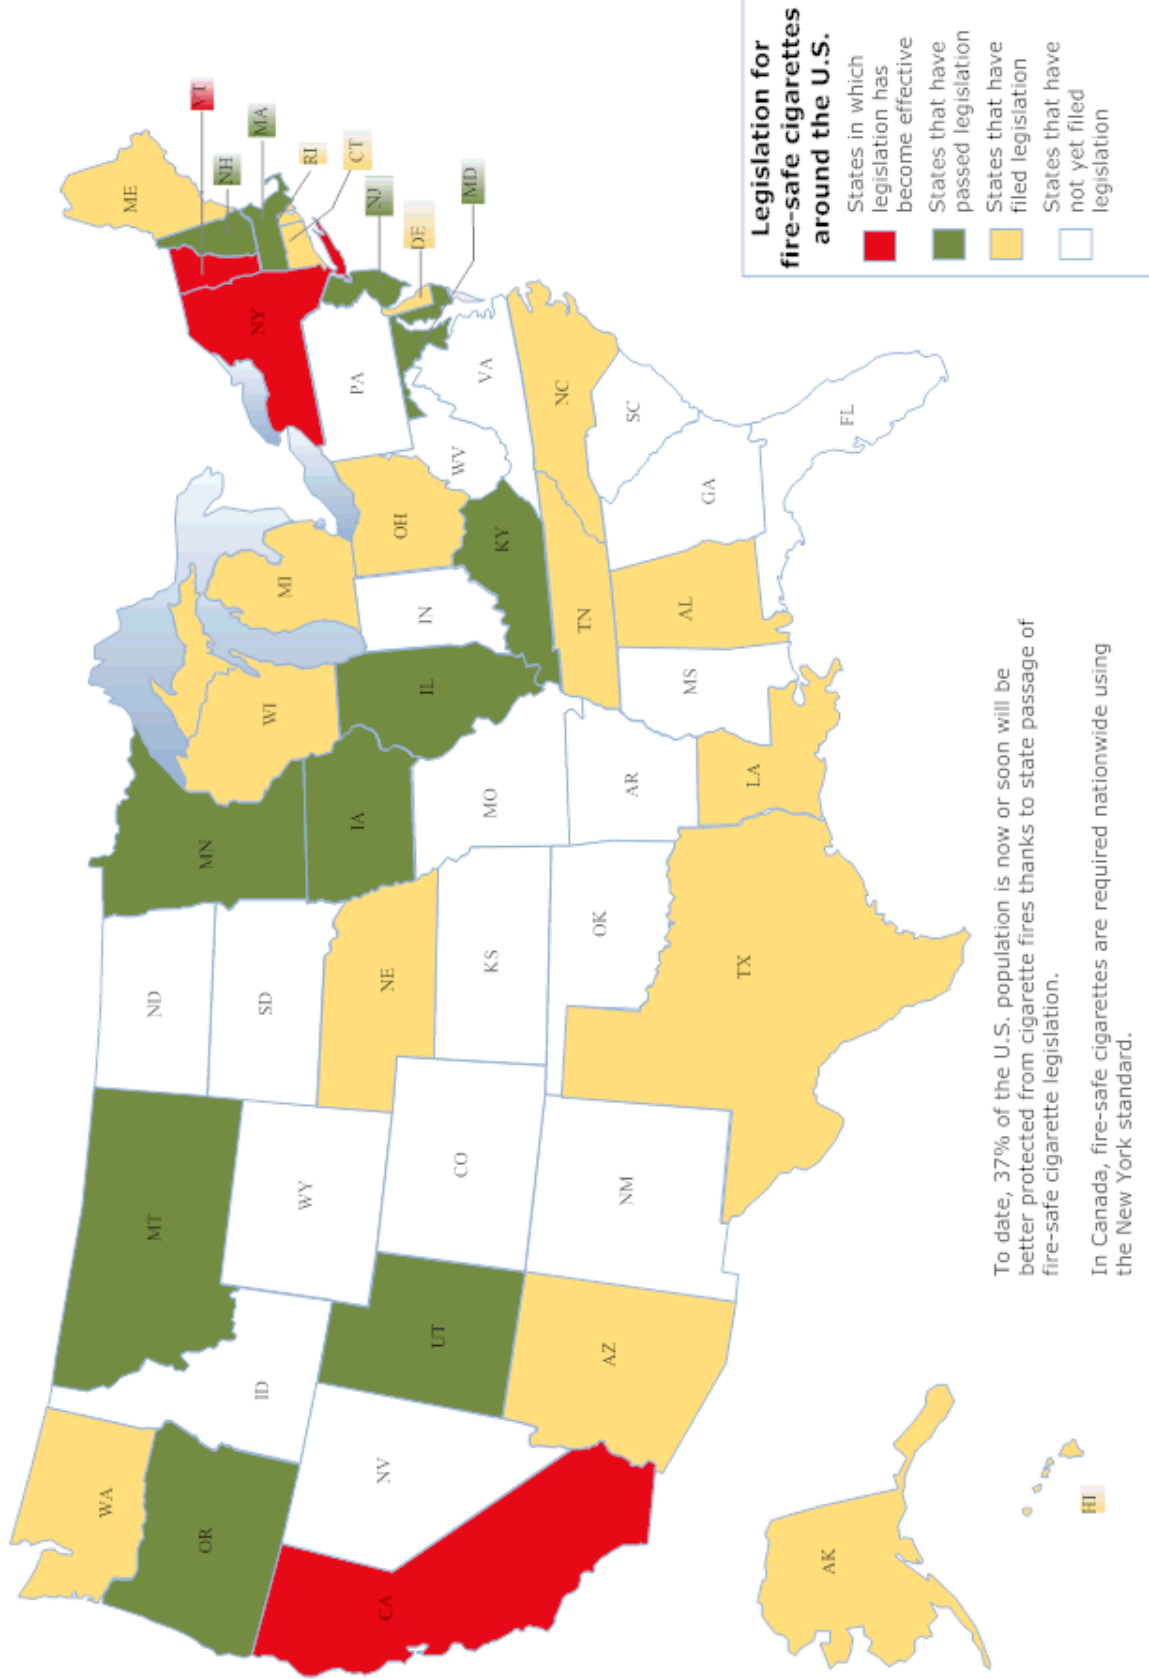 WA
OR
CA
NV
ID
MT
WY
UT
AZ
CO
NM
ND
SD
NE
KS
OK
TX
MN
IA
MO
AR
LA
WI
IL
MI
IN
OH
KY
TN
MS
AL
GA
FL
SC
NC
VA
WV
PA
NY
ME
VT
NH
MA
RI
CT
NJ
DE
MD
AK
HI
To date, 37% of the U.S. population is now or soon will be
better protected from cigarette fires thanks to state passage of
fire-safe cigarette legislation.
In Canada, fire-safe cigarettes are required nationwide using
the New York standard.
Legislation for
fire-safe cigarettes
around the U.S.
States in which
legislation has
become effective
States that have
passed legislation
States that have
filed legislation
States that have
not yet filed
legislation